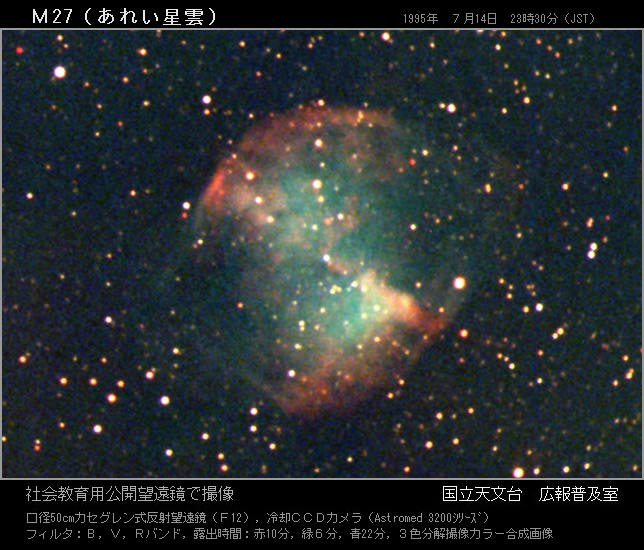 M27 (あれい星雲)
1995年 7月14日 23時30分 (JST)
社会教育用公開望遠鏡で撮像
国立天文台 広報普及室
口径50cmカセグレン式反射望遠鏡（F12），冷却CCDカメラ（Astromed 3200ｼﾘｰｽﾞ）
フィルタ：B，V，Rバンド，露出時間：赤10分，緑6分，青22分，3色分解撮像カラー合成画像